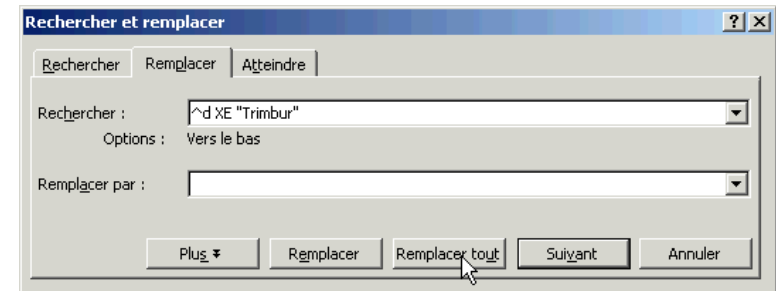 Rechercher et remplacer
Rechercher Remplacer Atteindre
Rechercher : ^d XE "Trimbur"
Options : Vers le bas
Remplacer par :
Plus Remplacer Remplacer tout Suivant Annuler